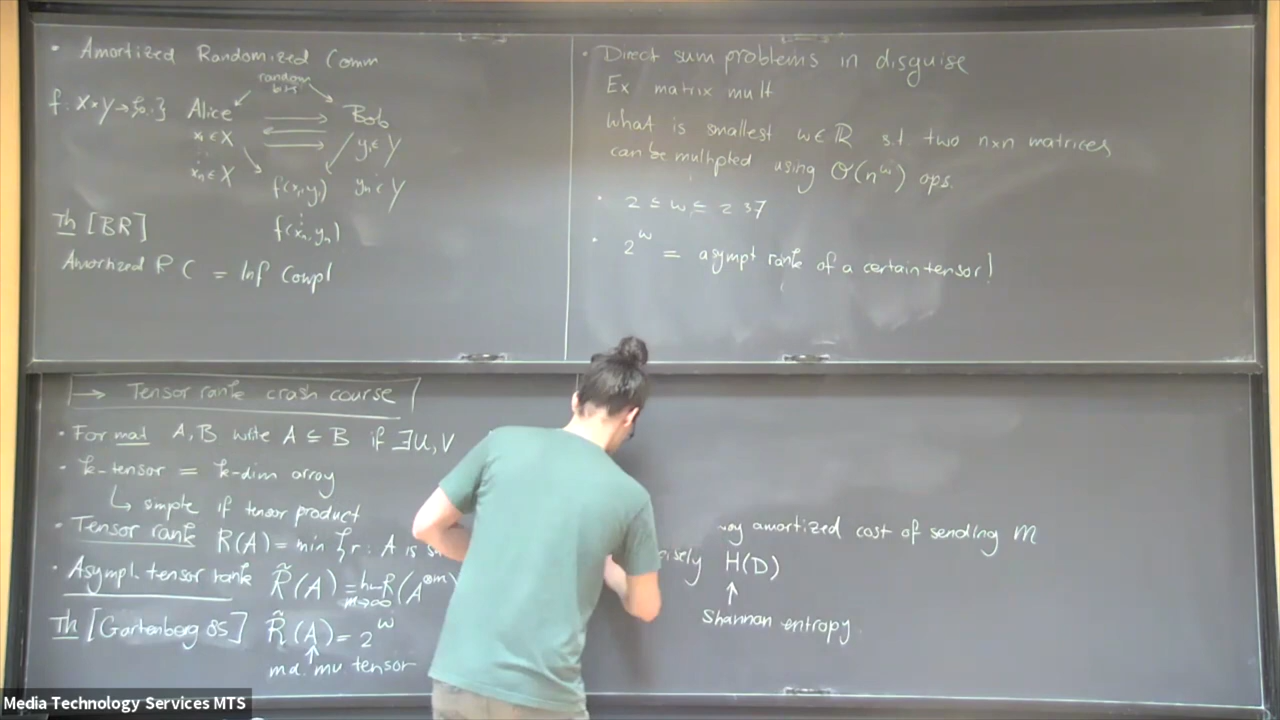 • Amortized Randomized Comm
random
bits
f: X×Y→{0,1} Alice Bob
x₁∈X y₁∈Y
xₙ∈X yₙ∈Y
f(x₁,y₁)
f(xₙ,yₙ)
Th [BR]
Amortized R C = Inf Compl
• Direct sum problems in disguise
Ex matrix mult
What is smallest ω∈ℝ s.t. two n×n matrices
can be multipled using O(n^ω) ops.
• 2 ≤ ω ≤ 2 37
• 2^ω = asympt rank of a certain tensor!
→ Tensor rank crash course
• For mat A,B write A ≤ B if ∃U,V
• k-tensor = k-dim array
↳ simple if tensor product
• Tensor rank R(A) = min { r : A is
• Asympt. tensor rank R̃(A) = lim R(A^⊗m)
m→∞
Th [Gartenberg 85] R̃(A) = 2^ω
↑
ma. mu. tensor
amortized cost of sending M
H(D)
↑
Shannon entropy
Media Technology Services MTS